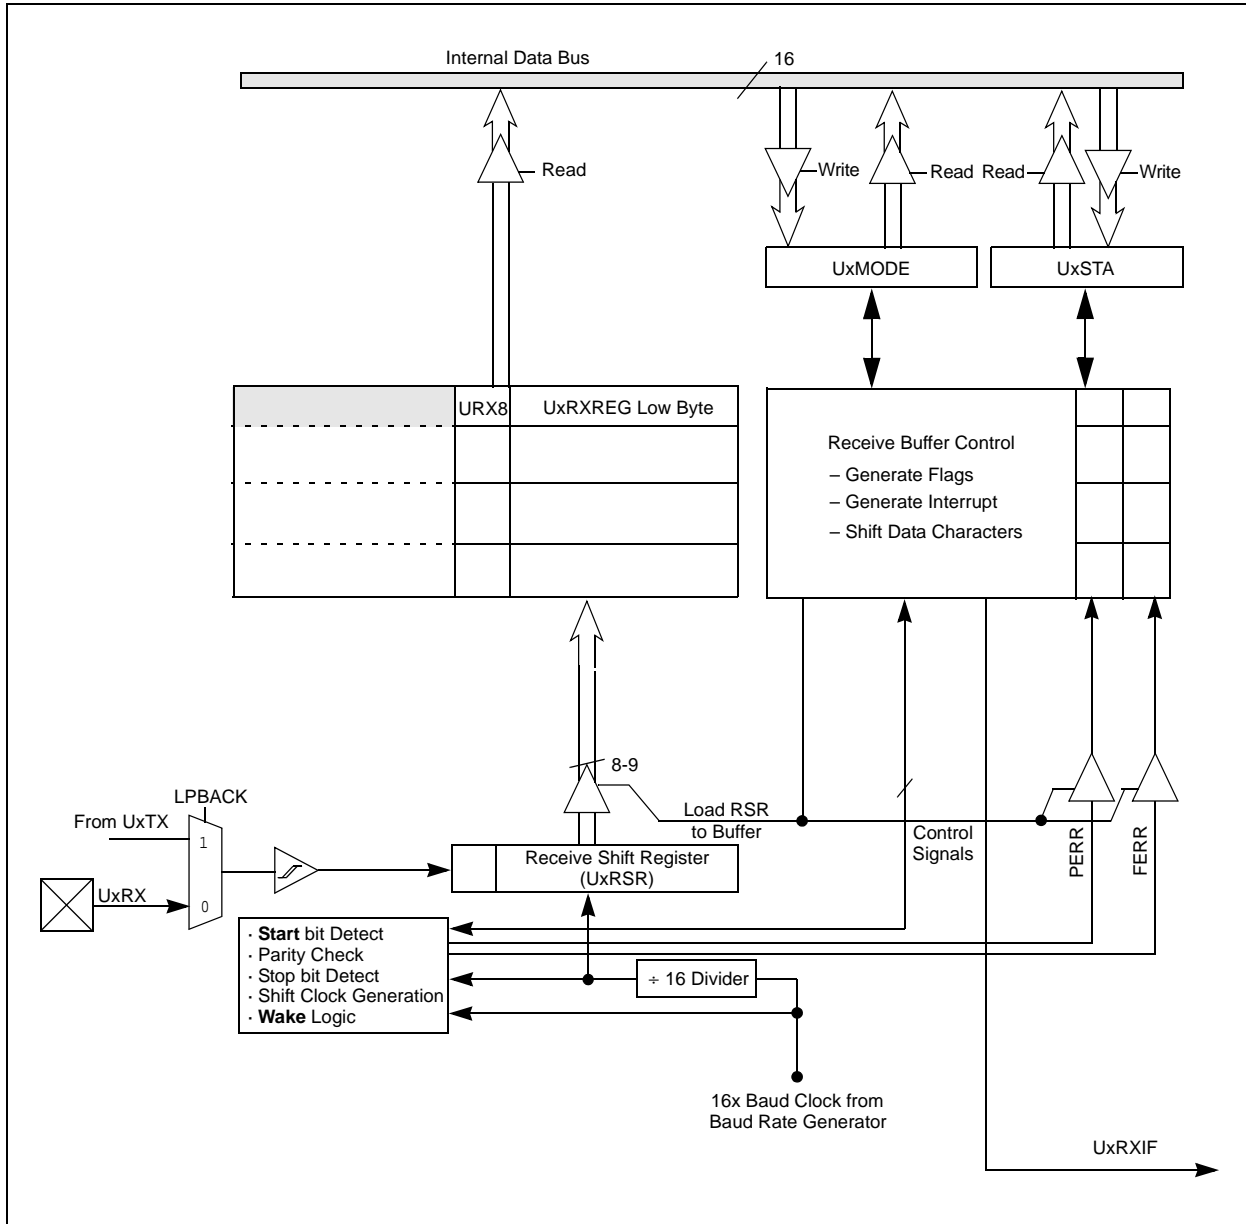 Internal Data Bus
16
Read
Write
Read
Read
Write
UxMODE
UxSTA
URX8
UxRXREG Low Byte
Receive Buffer Control
– Generate Flags
– Generate Interrupt
– Shift Data Characters
8-9
LPBACK
From UxTX
1
Load RSR
to Buffer
Control
Signals
PERR
FERR
UxRX
0
Receive Shift Register
(UxRSR)
· Start bit Detect
· Parity Check
· Stop bit Detect
· Shift Clock Generation
· Wake Logic
÷ 16 Divider
16x Baud Clock from
Baud Rate Generator
UxRXIF